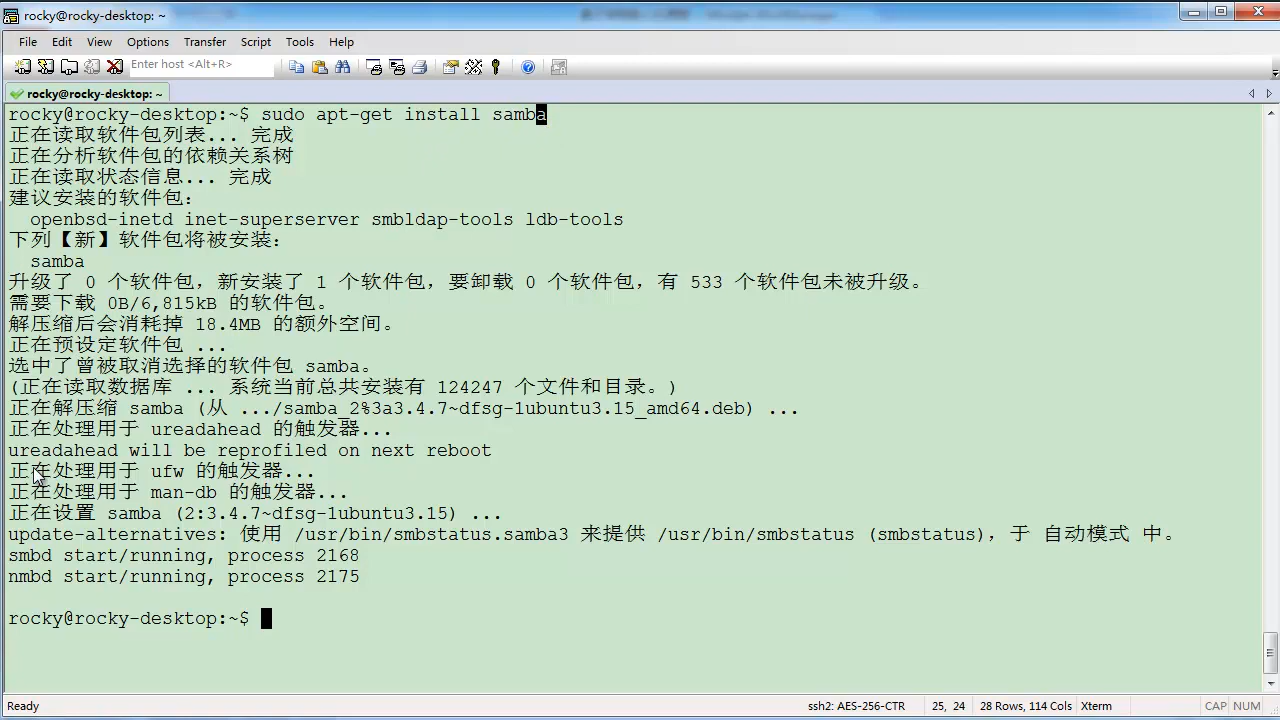 rocky@rocky-desktop: ~
File Edit View Options Transfer Script Tools Help
Enter host <Alt+R>
rocky@rocky-desktop: ~
rocky@rocky-desktop:~$ sudo apt-get install samba
正在读取软件包列表... 完成
正在分析软件包的依赖关系树
正在读取状态信息... 完成
建议安装的软件包：
openbsd-inetd inet-superserver smbldap-tools ldb-tools
下列【新】软件包将被安装：
samba
升级了 0 个软件包，新安装了 1 个软件包，要卸载 0 个软件包，有 533 个软件包未被升级。
需要下载 0B/6,815kB 的软件包。
解压缩后会消耗掉 18.4MB 的额外空间。
正在预设定软件包 ...
选中了曾被取消选择的软件包 samba。
(正在读取数据库 ... 系统当前总共安装有 124247 个文件和目录。)
正在解压缩 samba (从 .../samba_2%3a3.4.7~dfsg-1ubuntu3.15_amd64.deb) ...
正在处理用于 ureadahead 的触发器...
ureadahead will be reprofiled on next reboot
正在处理用于 ufw 的触发器...
正在处理用于 man-db 的触发器...
正在设置 samba (2:3.4.7~dfsg-1ubuntu3.15) ...
update-alternatives: 使用 /usr/bin/smbstatus.samba3 来提供 /usr/bin/smbstatus (smbstatus)，于 自动模式 中。
smbd start/running, process 2168
nmbd start/running, process 2175
rocky@rocky-desktop:~$
Ready ssh2: AES-256-CTR 25, 24 28 Rows, 114 Cols Xterm CAP NUM